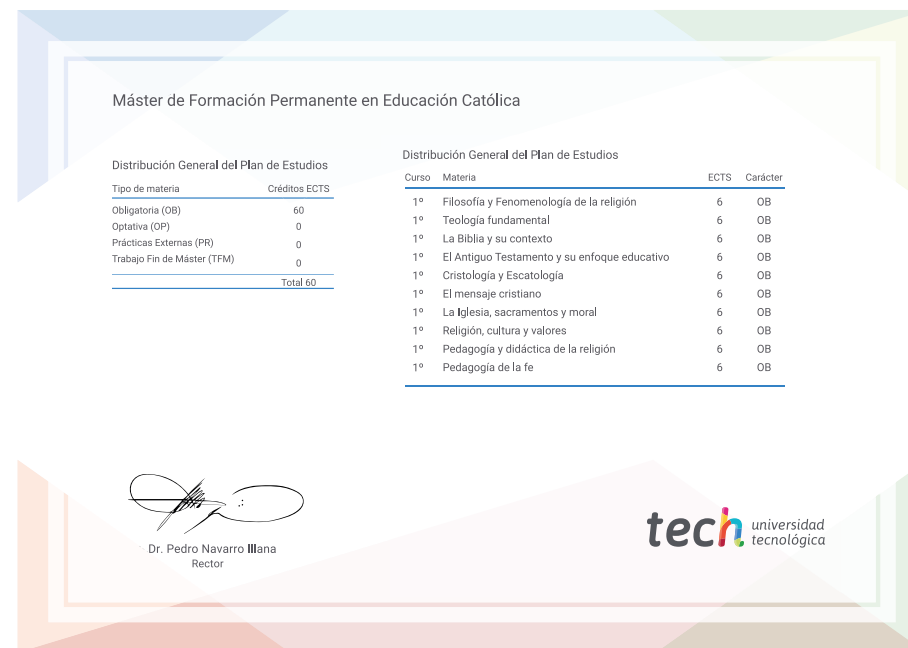 Máster de Formación Permanente en Educación Católica
Distribución General del Plan de Estudios
Tipo de materia Créditos ECTS
Obligatoria (OB) 60
Optativa (OP) 0
Prácticas Externas (PR) 0
Trabajo Fin de Máster (TFM) 0
Total 60
Distribución General del Plan de Estudios
Curso Materia ECTS Carácter
1º Filosofía y Fenomenología de la religión 6 OB
1º Teología fundamental 6 OB
1º La Biblia y su contexto 6 OB
1º El Antiguo Testamento y su enfoque educativo 6 OB
1º Cristología y Escatología 6 OB
1º El mensaje cristiano 6 OB
1º La Iglesia, sacramentos y moral 6 OB
1º Religión, cultura y valores 6 OB
1º Pedagogía y didáctica de la religión 6 OB
1º Pedagogía de la fe 6 OB
Dr. Pedro Navarro Illana
Rector
tech universidad
tecnológica